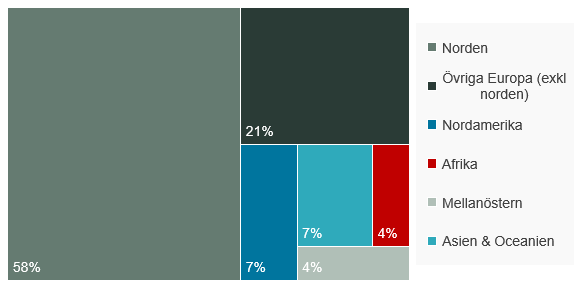 58%
21%
7%
7%
4%
4%
Norden
Övriga Europa (exkl
norden)
Nordamerika
Afrika
Mellanöstern
Asien & Oceanien